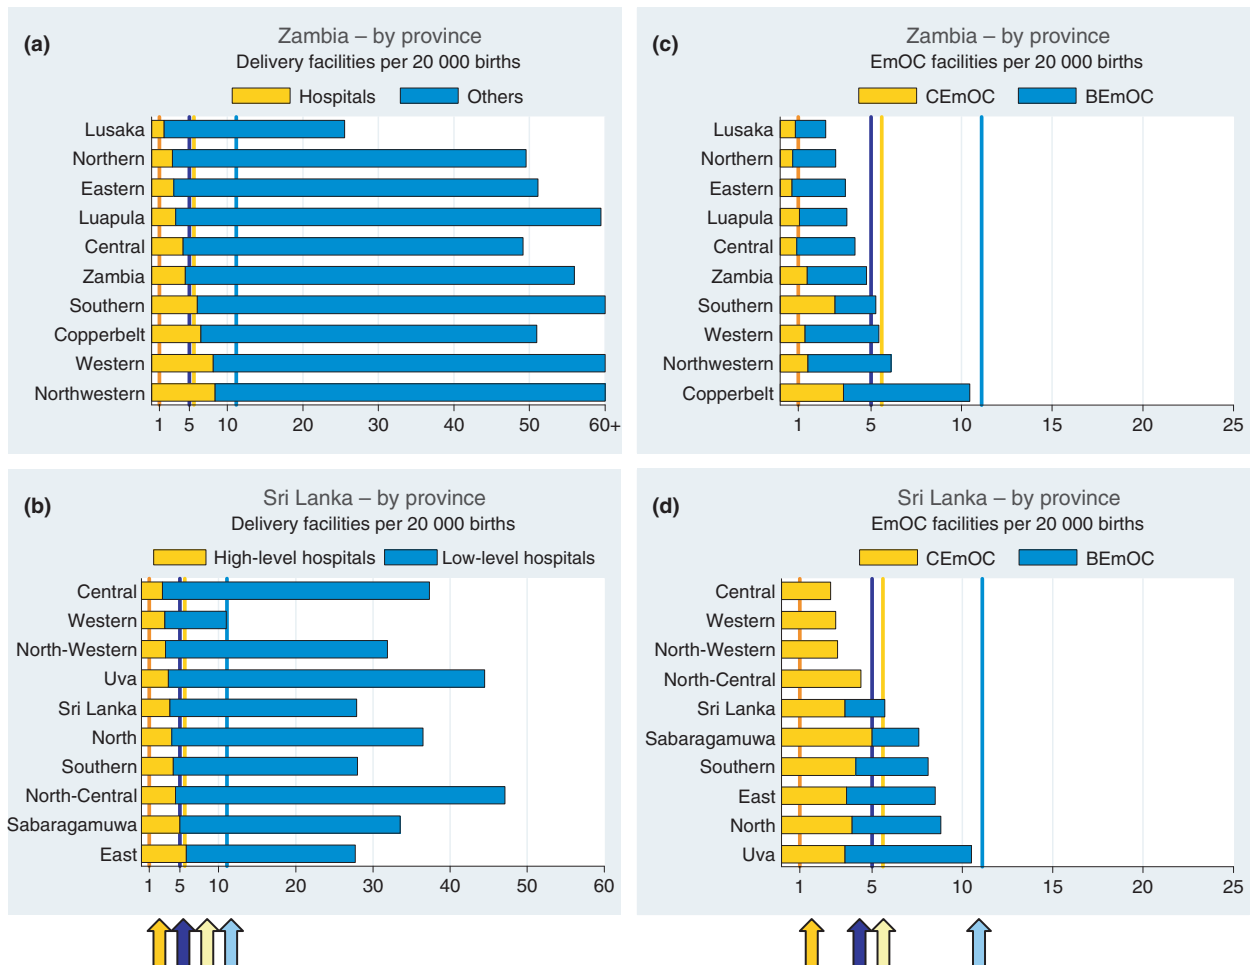 (a)
Zambia – by province
Delivery facilities per 20 000 births
Hospitals
Others
Lusaka
Northern
Eastern
Luapula
Central
Zambia
Southern
Copperbelt
Western
Northwestern
1 5 10 20 30 40 50 60+
(c)
Zambia – by province
EmOC facilities per 20 000 births
CEmOC
BEmOC
Lusaka
Northern
Eastern
Luapula
Central
Zambia
Southern
Western
Northwestern
Copperbelt
1 5 10 15 20 25
(b)
Sri Lanka – by province
Delivery facilities per 20 000 births
High-level hospitals
Low-level hospitals
Central
Western
North-Western
Uva
Sri Lanka
North
Southern
North-Central
Sabaragamuwa
East
1 5 10 20 30 40 50 60
(d)
Sri Lanka – by province
EmOC facilities per 20 000 births
CEmOC
BEmOC
Central
Western
North-Western
North-Central
Sri Lanka
Sabaragamuwa
Southern
East
North
Uva
1 5 10 15 20 25